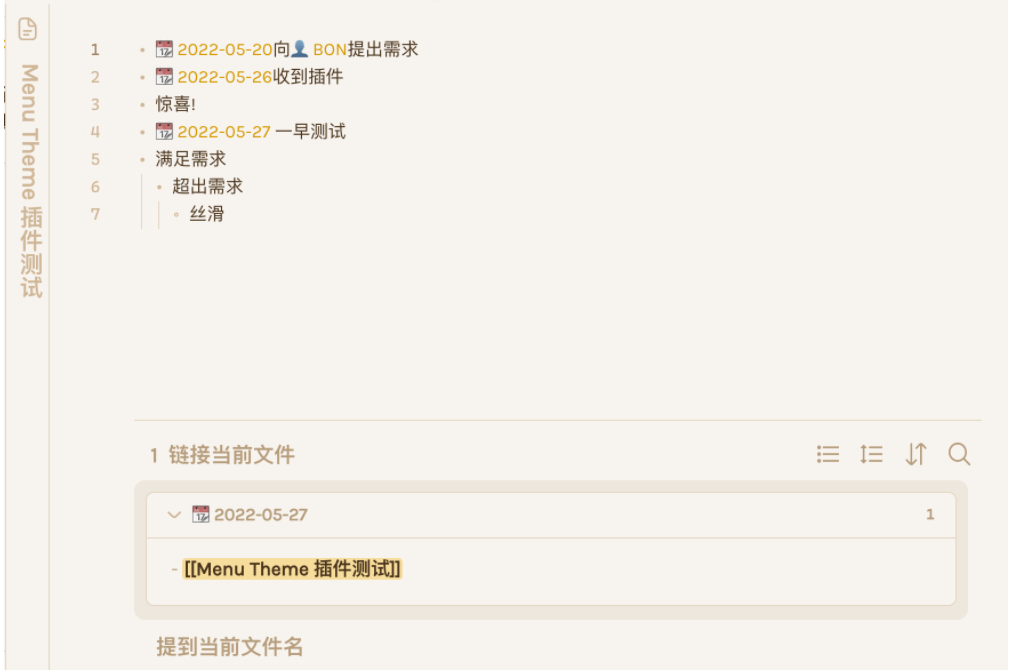 Menu Theme 插件测试
1 2022-05-20向BON提出需求
2 2022-05-26收到插件
3 惊喜!
4 2022-05-27 一早测试
5 满足需求
6 超出需求
7 丝滑
1 链接当前文件
2022-05-27 1
- [[Menu Theme 插件测试]]
提到当前文件名